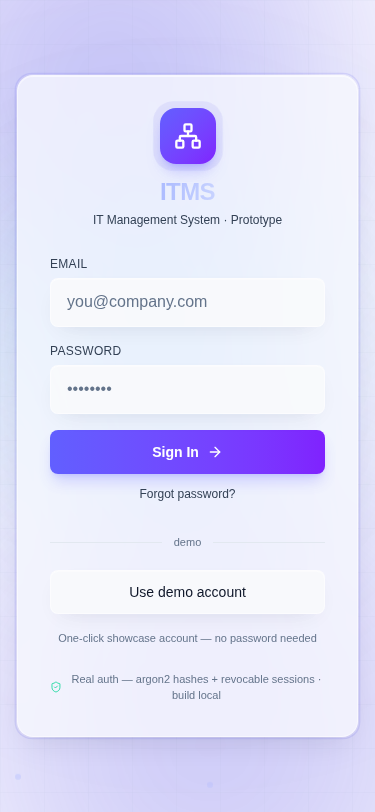 ITMS
IT Management System · Prototype
EMAIL
you@company.com
PASSWORD
••••••••
Sign In →
Forgot password?
demo
Use demo account
One-click showcase account — no password needed
Real auth — argon2 hashes + revocable sessions ·
build local